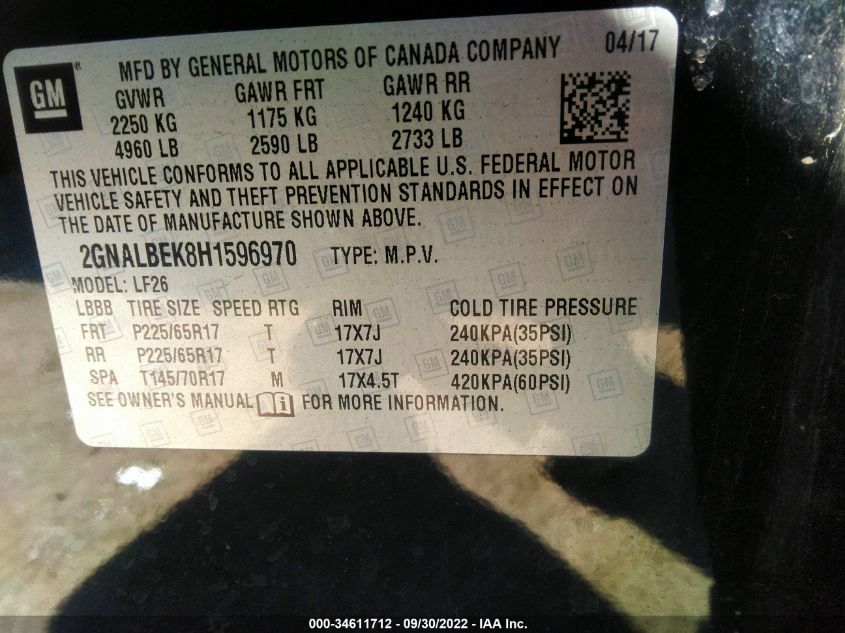 GM ® MFD BY GENERAL MOTORS OF CANADA COMPANY 04/17
GVWR GAWR FRT GAWR RR
2250 KG 1175 KG 1240 KG
4960 LB 2590 LB 2733 LB
THIS VEHICLE CONFORMS TO ALL APPLICABLE U.S. FEDERAL MOTOR
VEHICLE SAFETY AND THEFT PREVENTION STANDARDS IN EFFECT ON
THE DATE OF MANUFACTURE SHOWN ABOVE.
2GNALBEK8H1596970 TYPE: M.P.V.
MODEL: LF26
LBBB TIRE SIZE SPEED RTG RIM COLD TIRE PRESSURE
FRT P225/65R17 T 17X7J 240KPA(35PSI)
RR P225/65R17 T 17X7J 240KPA(35PSI)
SPA T145/70R17 M 17X4.5T 420KPA(60PSI)
SEE OWNER'S MANUAL i FOR MORE INFORMATION.
000-34611712 - 09/30/2022 - IAA Inc.